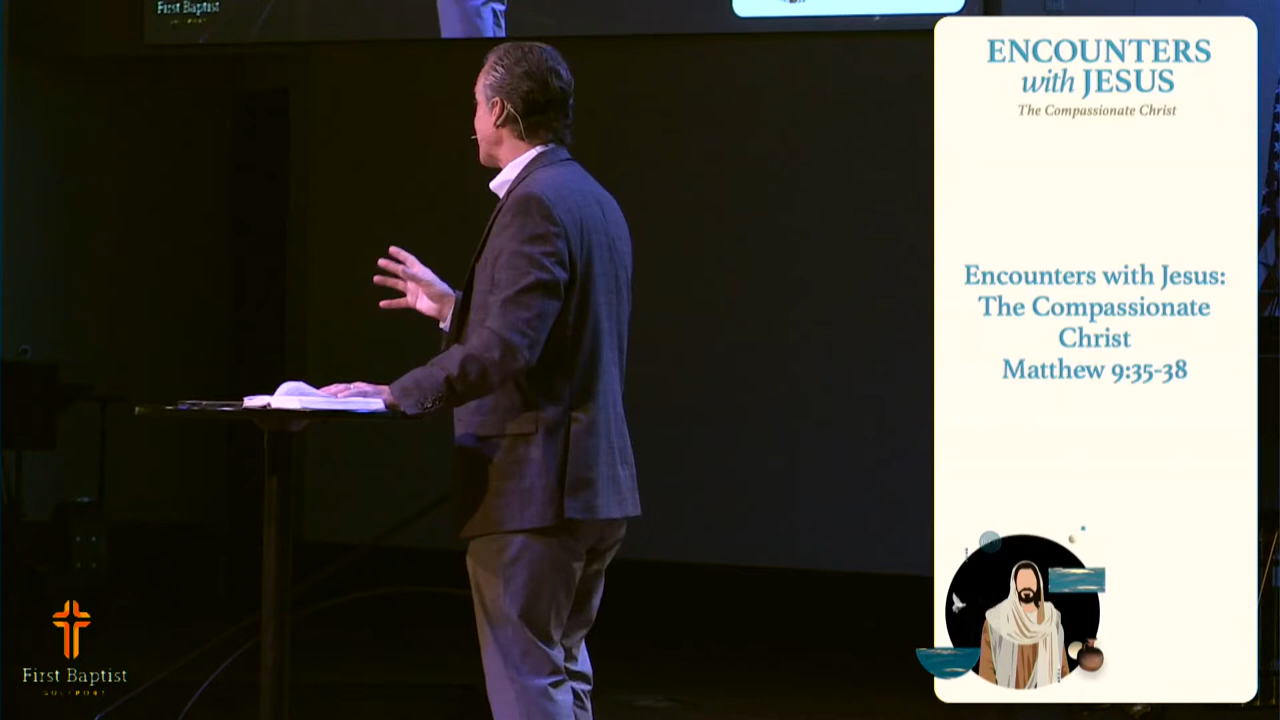 First Baptist
ENCOUNTERS
with JESUS
The Compassionate Christ
Encounters with Jesus:
The Compassionate
Christ
Matthew 9:35-38
First Baptist
GULFPORT